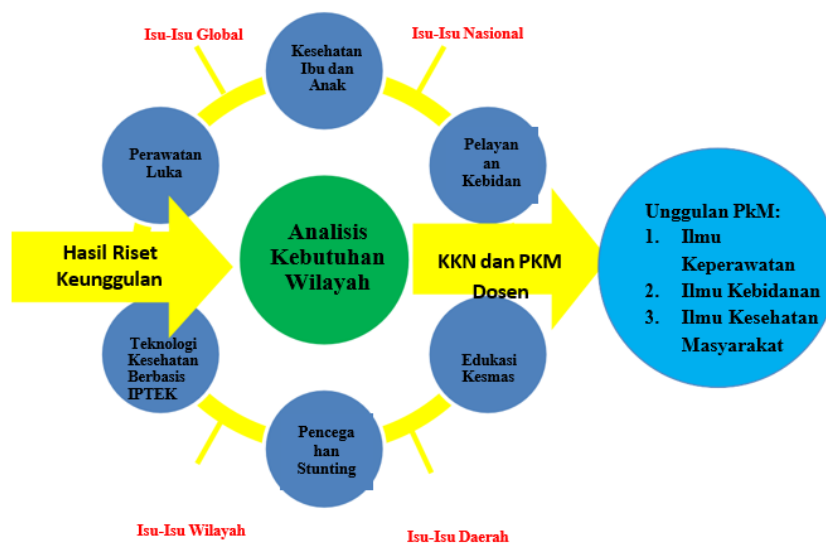 Isu-Isu Global
Isu-Isu Nasional
Kesehatan
Ibu dan
Anak
Perawatan
Luka
Pelayan
an
Kebidan
Hasil Riset
Keunggulan
Analisis
Kebutuhan
Wilayah
KKN dan PKM
Dosen
Unggulan PkM:
1. Ilmu
Keperawatan
2. Ilmu Kebidanan
3. Ilmu Kesehatan
Masyarakat
Teknologi
Kesehatan
Berbasis
IPTEK
Edukasi
Kesmas
Pencega
han
Stunting
Isu-Isu Wilayah
Isu-Isu Daerah